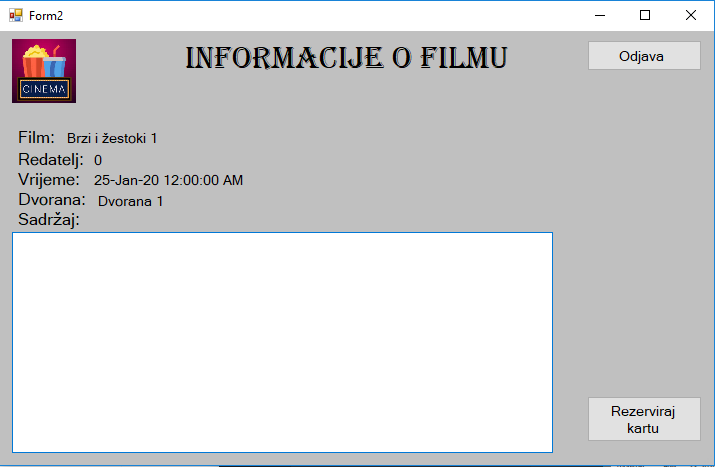 Form2
CINEMA
INFORMACIJE O FILMU
Odjava
Film: Brzi i žestoki 1
Redatelj: 0
Vrijeme: 25-Jan-20 12:00:00 AM
Dvorana: Dvorana 1
Sadržaj:
Rezerviraj
kartu